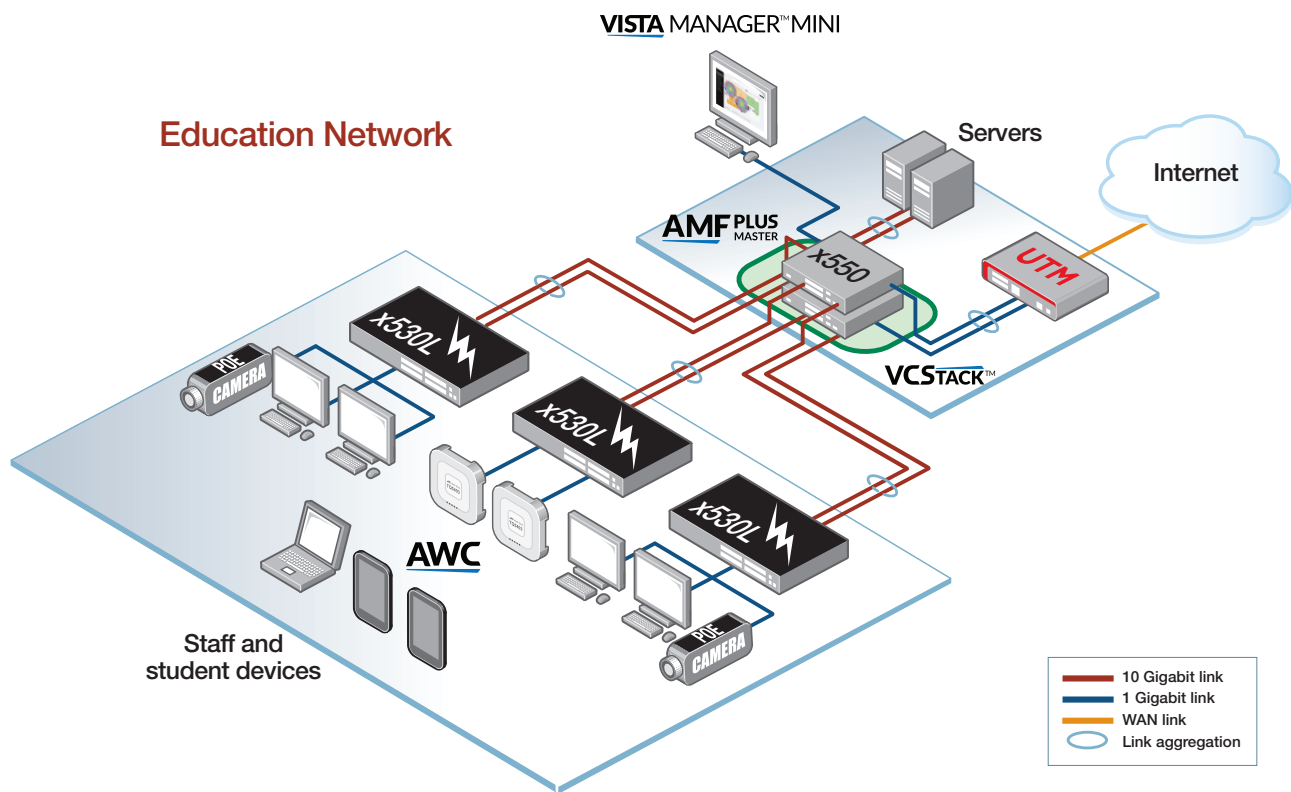 VISTA MANAGER™ MINI
Education Network
Servers
Internet
AMF PLUS
MASTER
x550
UTM
x530L
POE
CAMERA
VCSTACK™
x530L
x530L
AWC
POE
CAMERA
Staff and
student devices
10 Gigabit link
1 Gigabit link
WAN link
Link aggregation